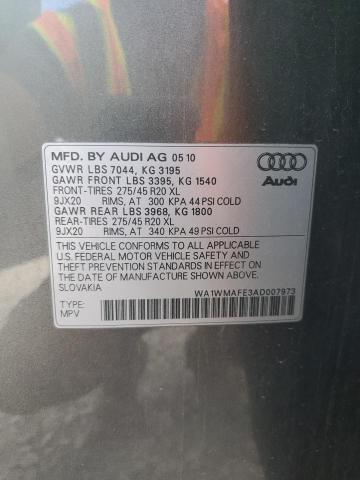 MFD. BY AUDI AG 05 10
GVWR LBS 7044, KG 3195
GAWR FRONT LBS 3395, KG 1540
FRONT-TIRES 275/45 R20 XL
9JX20 RIMS, AT 300 KPA 44 PSI COLD
GAWR REAR LBS 3968, KG 1800
REAR-TIRES 275/45 R20 XL
9JX20 RIMS, AT 340 KPA 49 PSI COLD
Audi
THIS VEHICLE CONFORMS TO ALL APPLICABLE
U.S. FEDERAL MOTOR VEHICLE SAFETY AND
THEFT PREVENTION STANDARDS IN EFFECT ON
THE DATE OF MANUFACTURE SHOWN ABOVE.
SLOVAKIA
WA1WMAFE3AD007973
TYPE:
MPV